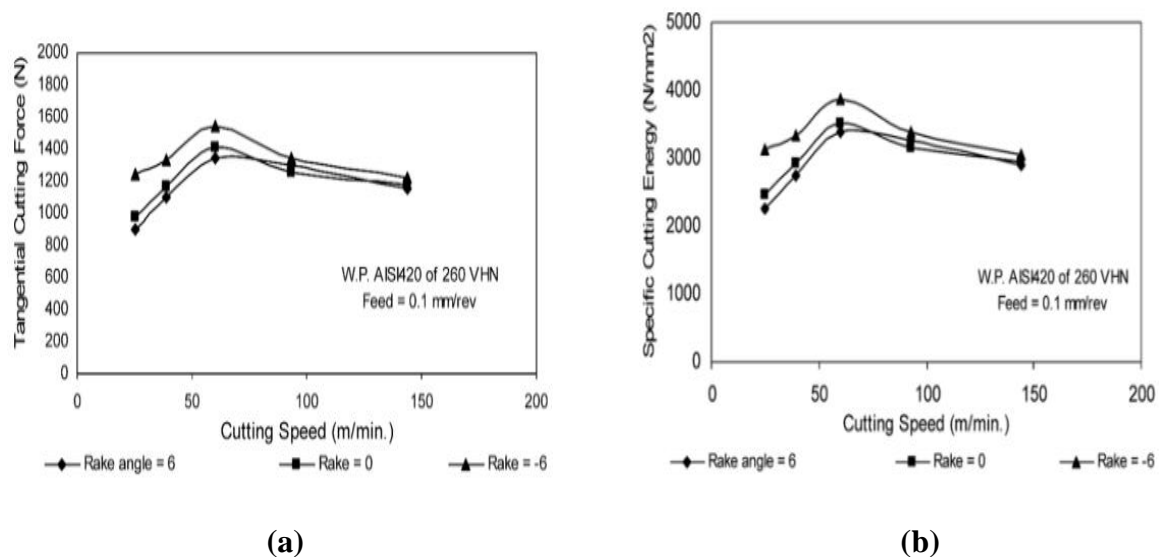 Tangential Cutting Force (N)
2000
1800
1600
1400
1200
1000
800
600
400
200
0
W.P. AISI420 of 260 VHN
Feed = 0.1 mm/rev
0 50 100 150 200
Cutting Speed (m/min.)
Rake angle = 6 Rake = 0 Rake = -6
(a)
Specific Cutting Energy (N/mm2)
5000
4000
3000
2000
1000
0
W.P. AISI420 of 260 VHN
Feed = 0.1 mm/rev
0 50 100 150 200
Cutting Speed (m/min.)
Rake angle = 6 Rake = 0 Rake = -6
(b)